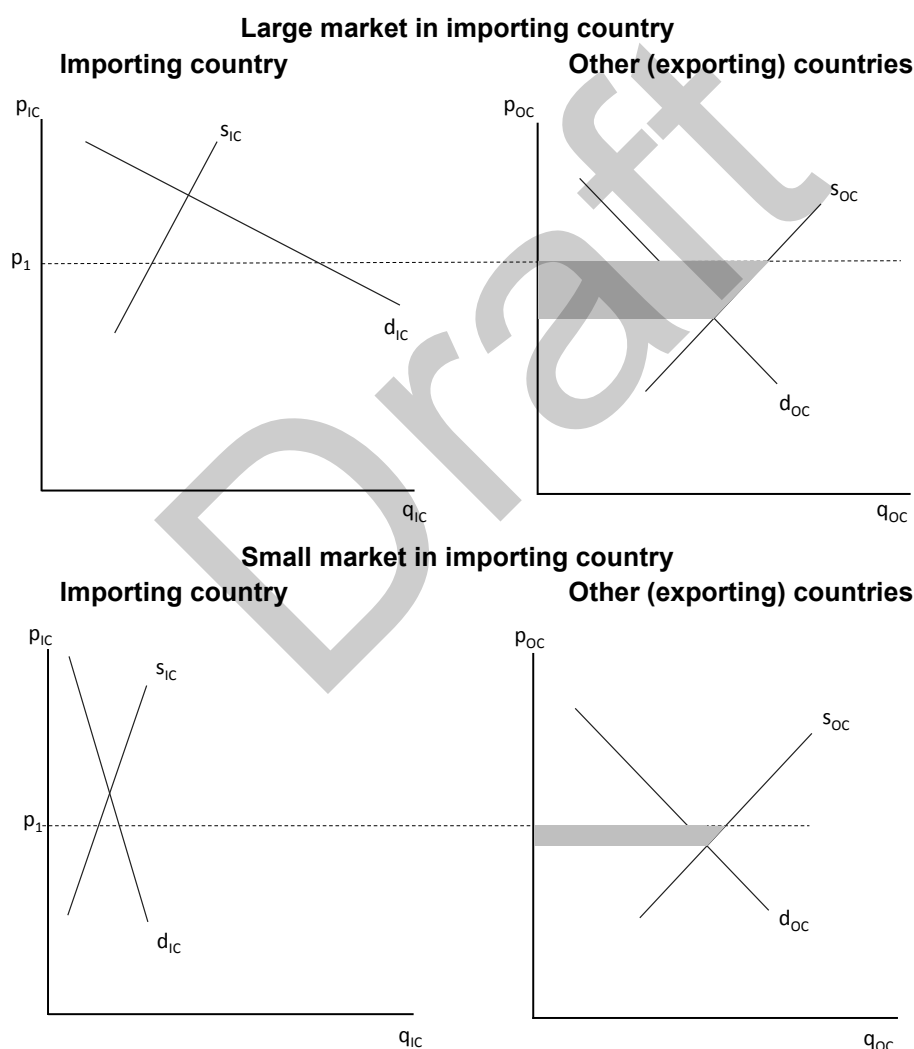 Large market in importing country
Importing country Other (exporting) countries
pIC pOC
sIC
sOC
p1
dIC
dOC
qIC qOC
Draft
Small market in importing country
Importing country Other (exporting) countries
pIC pOC
sIC
sOC
p1
dOC
dIC
qIC qOC